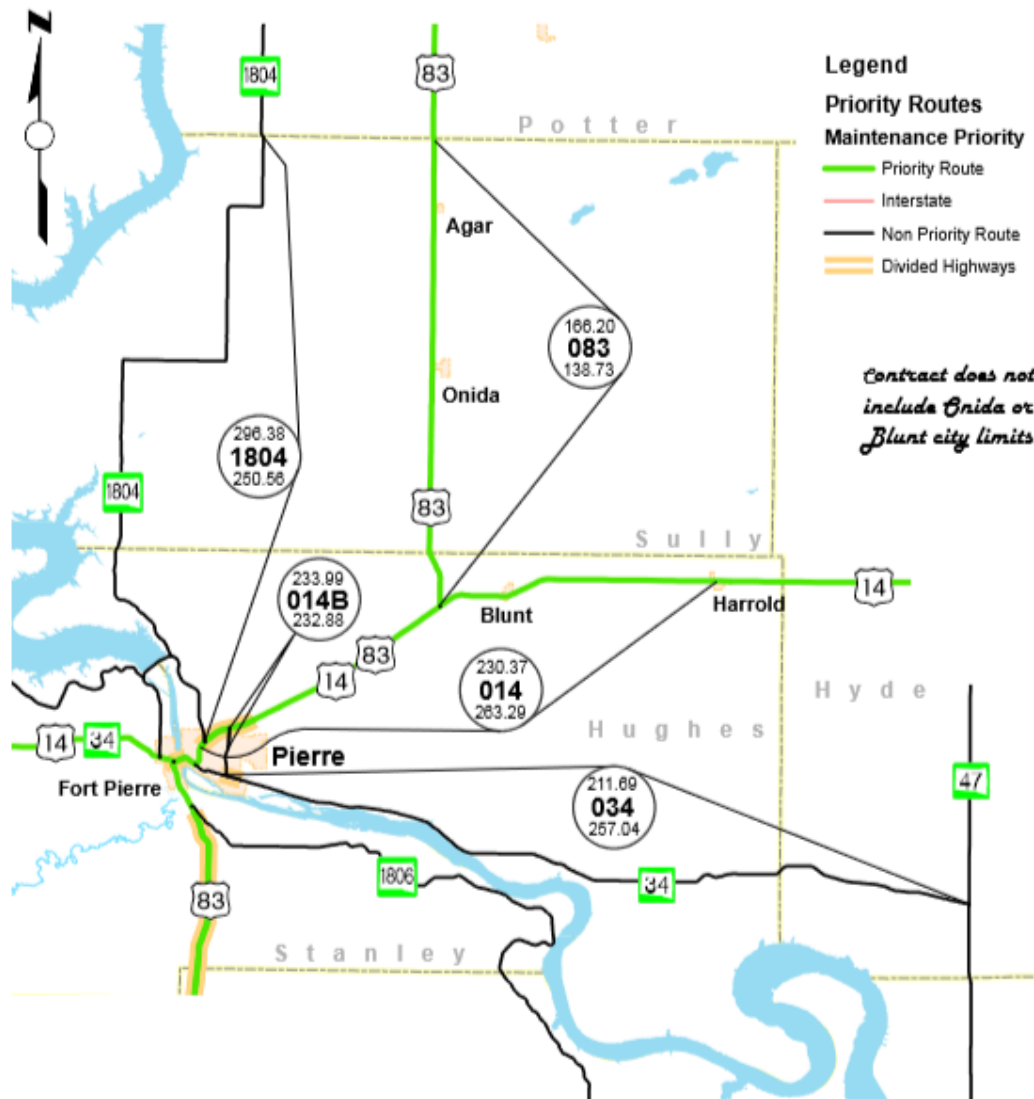 N
1804
83
Potter
Legend
Priority Routes
Maintenance Priority
Priority Route
Interstate
Non Priority Route
Divided Highways
Agar
166.20
083
138.73
Onida
Contract does not
include Onida or
Blunt city limits
296.38
1804
250.56
1804
83
Sully
233.99
014B
232.88
Blunt
Harrold
14
83
14
230.37
014
263.29
Hyde
Hughes
14
34
Pierre
Fort Pierre
211.69
034
257.04
47
1806
34
83
Stanley